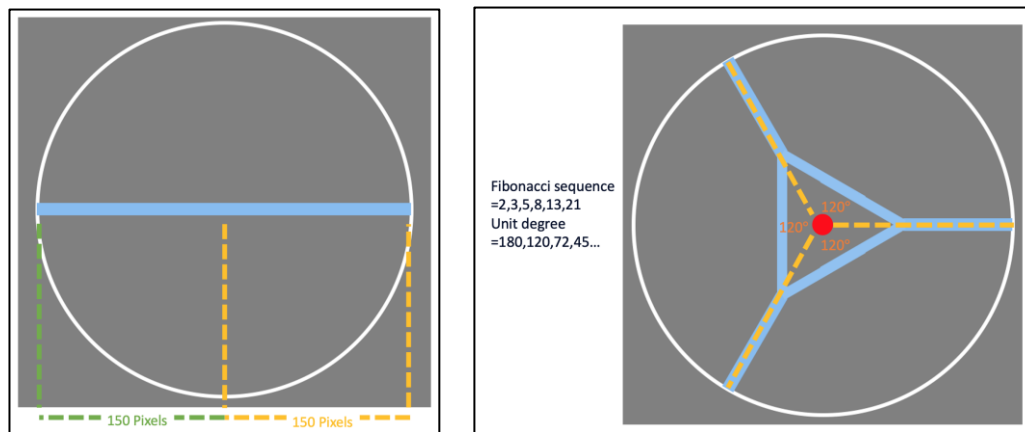 150 Pixels
150 Pixels
Fibonacci sequence
=2,3,5,8,13,21
Unit degree
=180,120,72,45...
120°
120°
120°